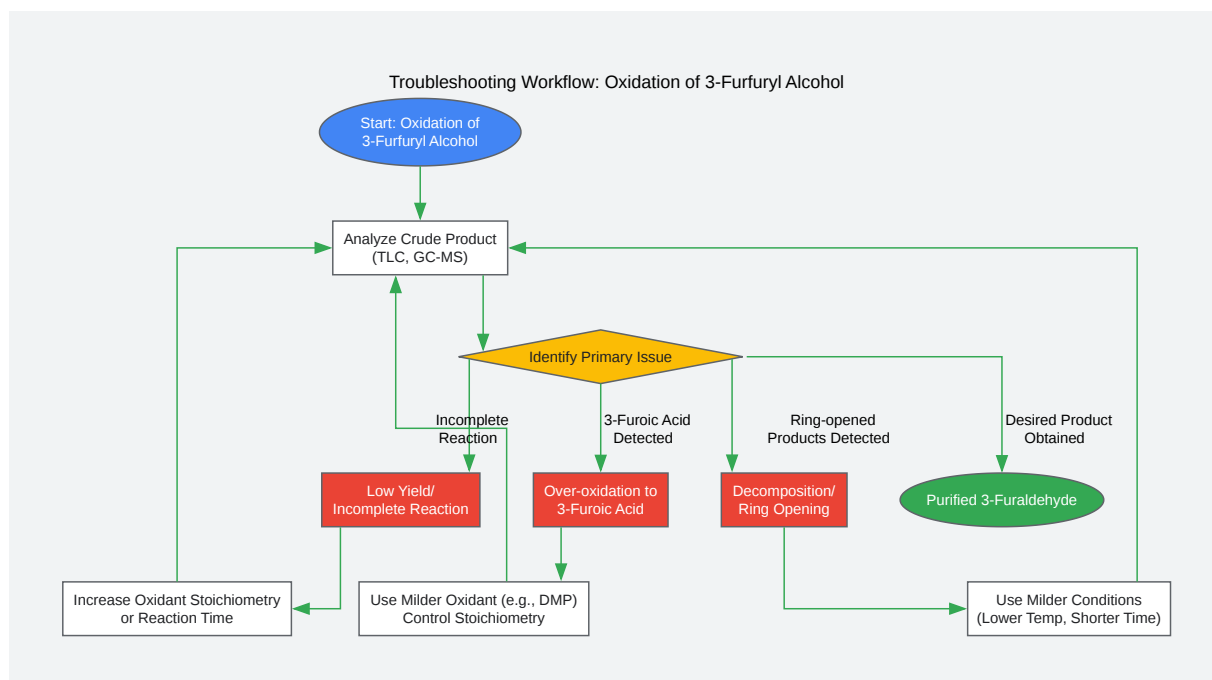 Troubleshooting Workflow: Oxidation of 3-Furfuryl Alcohol
Start: Oxidation of
3-Furfuryl Alcohol
Analyze Crude Product
(TLC, GC-MS)
Identify Primary Issue
Incomplete
Reaction
3-Furoic Acid
Detected
Ring-opened
Products Detected
Desired Product
Obtained
Low Yield/
Incomplete Reaction
Over-oxidation to
3-Furoic Acid
Decomposition/
Ring Opening
Purified 3-Furaldehyde
Increase Oxidant Stoichiometry
or Reaction Time
Use Milder Oxidant (e.g., DMP)
Control Stoichiometry
Use Milder Conditions
(Lower Temp, Shorter Time)